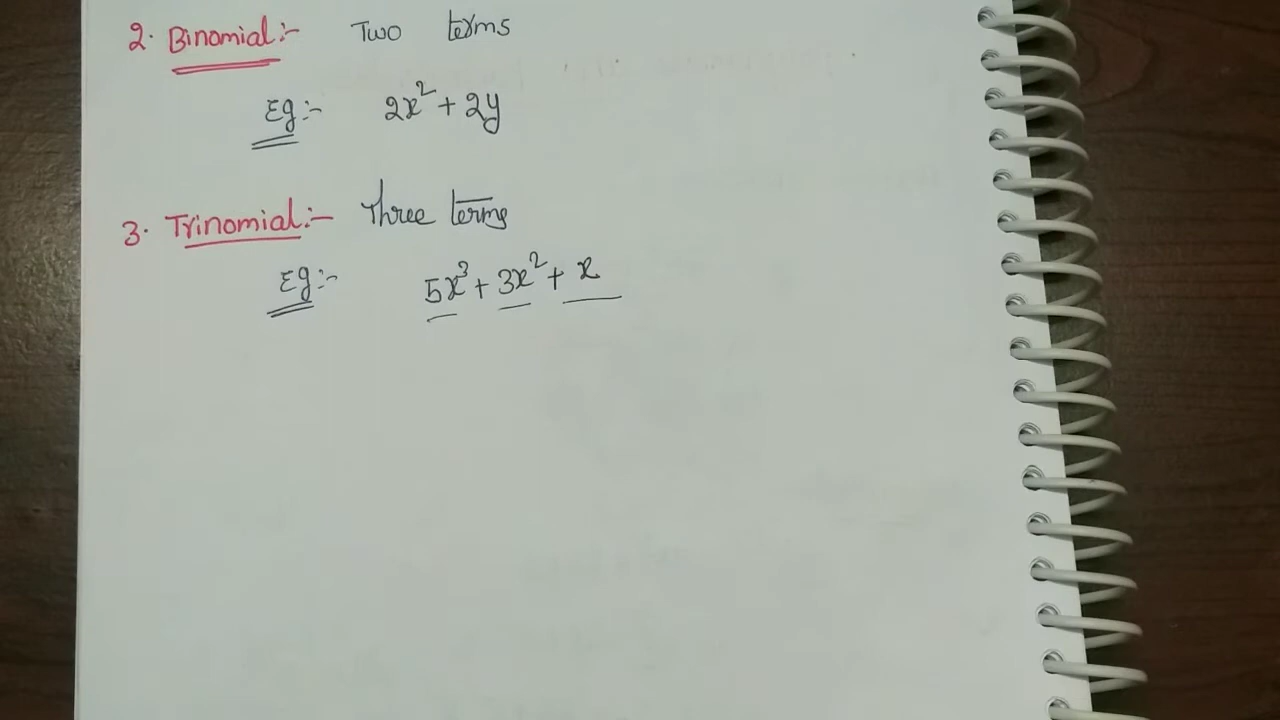 2. Binomial:- Two terms
Eg:- 2x² + 2y
3. Trinomial:- Three terms
Eg:- 5x³ + 3x² + x